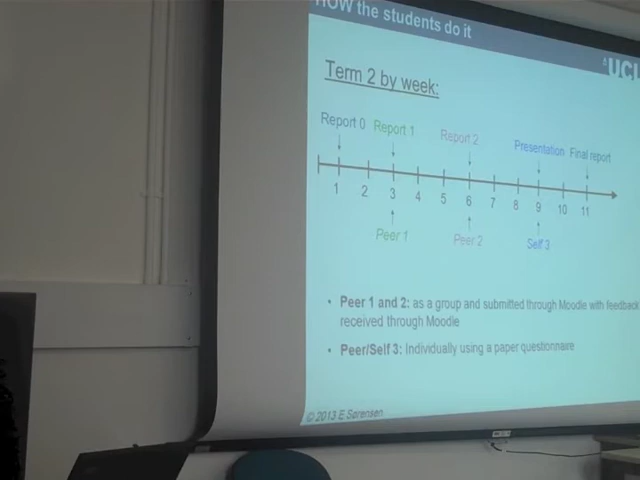 HOW the students do it
UCL
Term 2 by week:
Report 0 Report 1 Report 2 Presentation Final report
1 2 3 4 5 6 7 8 9 10 11
Peer 1 Peer 2 Self 3
• Peer 1 and 2: as a group and submitted through Moodle with feedback
received through Moodle
• Peer/Self 3: Individually using a paper questionnaire
© 2013 E Sørensen